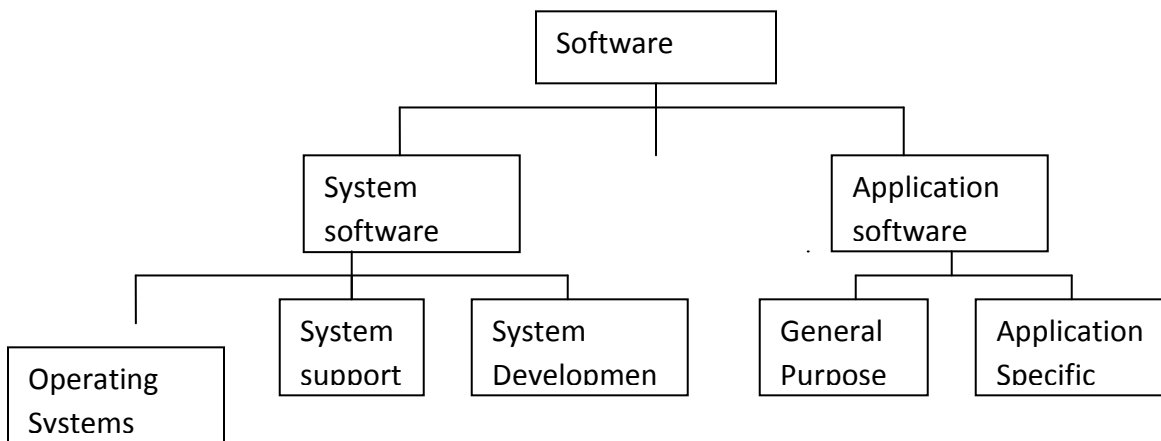 Software
System
software
Application
software
System
support
System
Developmen
General
Purpose
Application
Specific
Operating
Systems